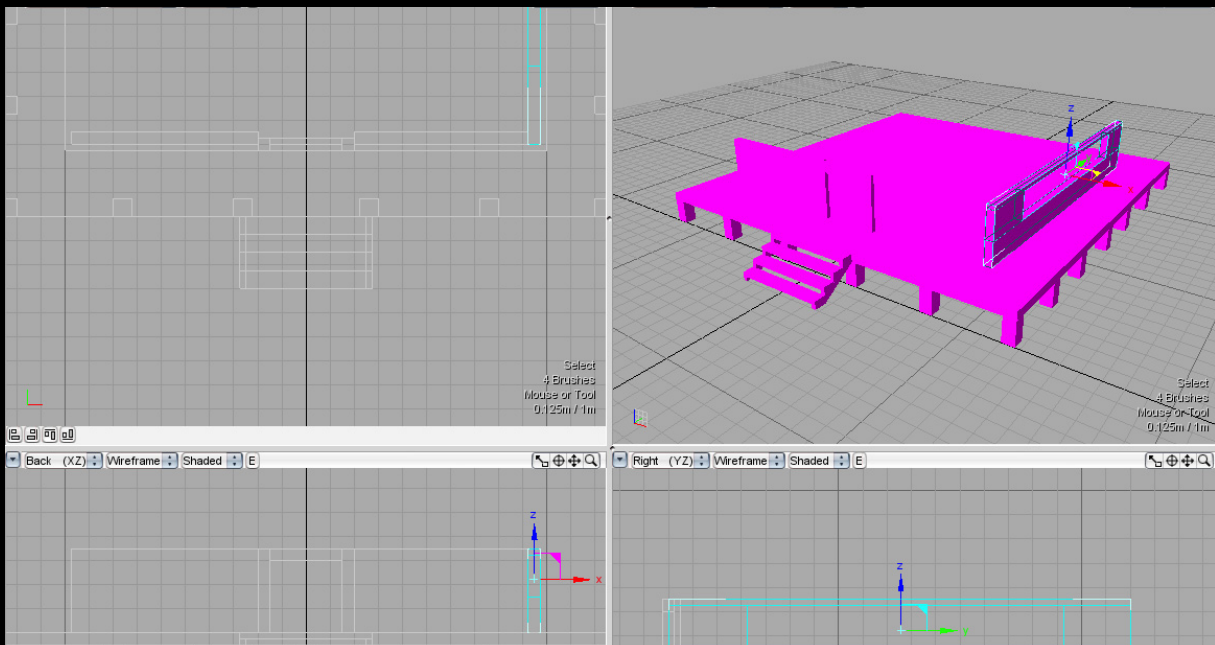 z
x
Select
4 Brushes
Mouse or Tool
0.125m / 1m
Select
4 Brushes
Mouse or Tool
0.125m / 1m
Back (XZ) Wireframe Shaded E
Right (YZ) Wireframe Shaded E
z
x
z